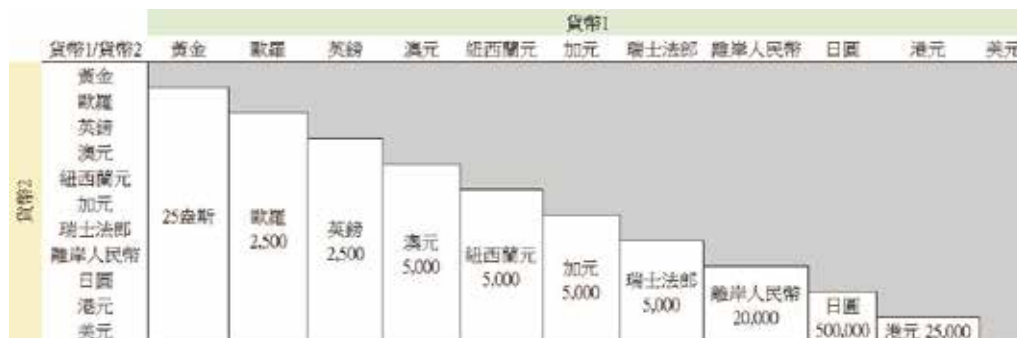 貨幣1
貨幣1/貨幣2 黃金 歐羅 英鎊 澳元 紐西蘭元 加元 瑞士法郎 離岸人民幣 日圓 港元 美元
貨幣2
黃金
歐羅
英鎊
澳元
紐西蘭元
加元
瑞士法郎
離岸人民幣
日圓
港元
美元
25盎斯
歐羅
2,500
英鎊
2,500
澳元
5,000
紐西蘭元
5,000
加元
5,000
瑞士法郎
5,000
離岸人民幣
20,000
日圓
500,000
港元 25,000